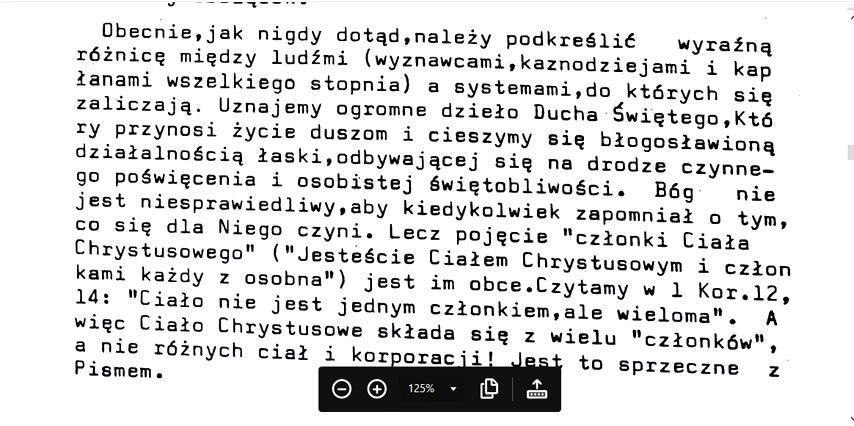 Obecnie,jak nigdy dotąd,należy podkreślić wyraźną
różnicę między ludźmi (wyznawcami,kaznodziejami i kap
łanami wszelkiego stopnia) a systemami,do których się
zaliczają. Uznajemy ogromne dzieło Ducha Świętego,Któ
ry przynosi życie duszom i cieszymy się błogosławioną
działalnością łaski,odbywającej się na drodze czynne-
go poświęcenia i osobistej świętobliwości. Bóg nie
jest niesprawiedliwy,aby kiedykolwiek zapomniał o tym,
co się dla Niego czyni. Lecz pojęcie "członki Ciała
Chrystusowego" ("Jesteście Ciałem Chrystusowym i człon
kami każdy z osobna") jest im obce.Czytamy w 1 Kor.12,
14: "Ciało nie jest jednym członkiem,ale wieloma". A
więc Ciało Chrystusowe składa się z wielu "członków",
a nie różnych ciał i korporacji! Jest to sprzeczne z
Pismem.
125%